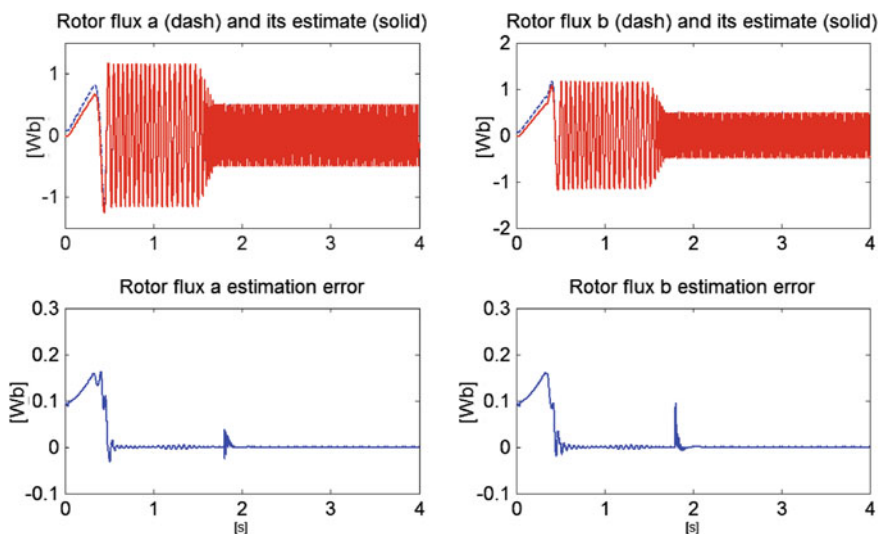 Rotor flux a (dash) and its estimate (solid)
[Wb]
1
0
-1
0 1 2 3 4
Rotor flux b (dash) and its estimate (solid)
[Wb]
2
1
0
-1
-2
0 1 2 3 4
Rotor flux a estimation error
[Wb]
0.3
0.2
0.1
0
-0.1
0 1 2 3 4
[s]
Rotor flux b estimation error
[Wb]
0.3
0.2
0.1
0
-0.1
0 1 2 3 4
[s]